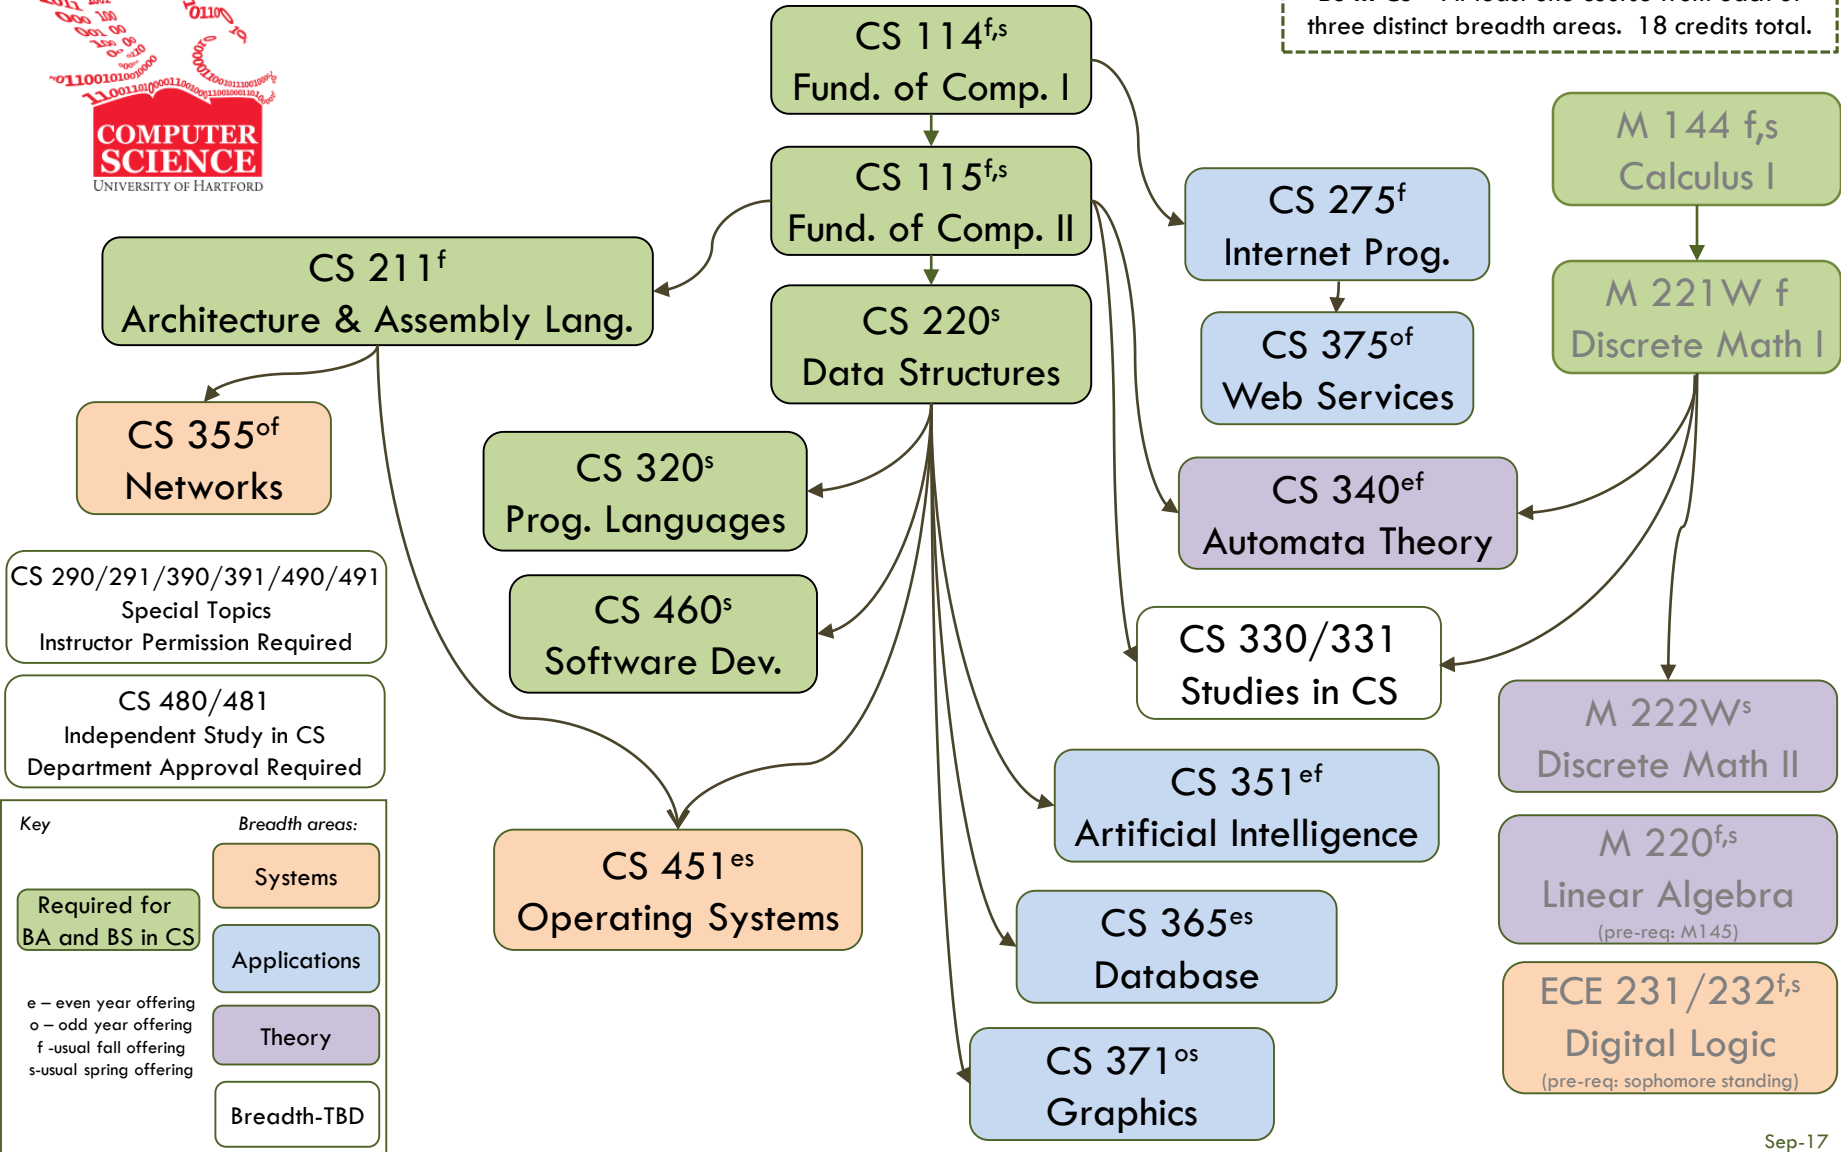 COMPUTER
SCIENCE
UNIVERSITY OF HARTFORD
three distinct breadth areas. 18 credits total.
CS 114f,s
Fund. of Comp. I
CS 115f,s
Fund. of Comp. II
CS 275f
Internet Prog.
M 144 f,s
Calculus I
CS 211f
Architecture & Assembly Lang.
CS 220s
Data Structures
CS 375of
Web Services
M 221W f
Discrete Math I
CS 355of
Networks
CS 320s
Prog. Languages
CS 340ef
Automata Theory
CS 290/291/390/391/490/491
Special Topics
Instructor Permission Required
CS 460s
Software Dev.
CS 330/331
Studies in CS
CS 480/481
Independent Study in CS
Department Approval Required
M 222Ws
Discrete Math II
CS 351ef
Artificial Intelligence
CS 451es
Operating Systems
M 220f,s
Linear Algebra
(pre-req: M145)
CS 365es
Database
ECE 231/232f,s
Digital Logic
(pre-req: sophomore standing)
CS 371os
Graphics
Key
Breadth areas:
Systems
Required for
BA and BS in CS
Applications
e – even year offering
o – odd year offering
f -usual fall offering
s-usual spring offering
Theory
Breadth-TBD
Sep-17